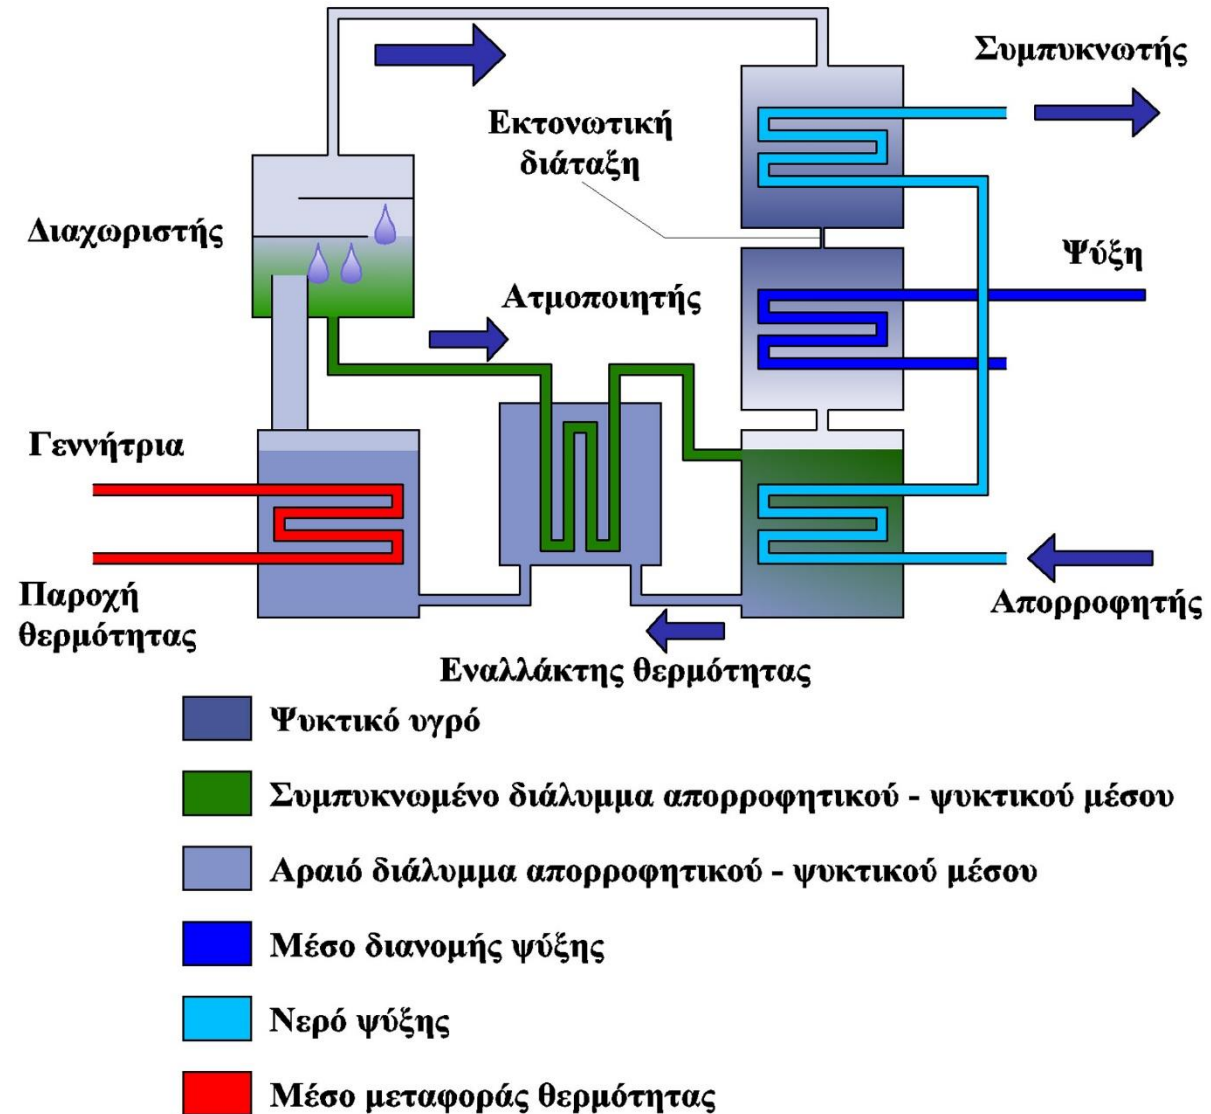 Συμπυκνωτής
Εκτονωτική
διάταξη
Διαχωριστής
Ψύξη
Ατμοποιητής
Γεννήτρια
Παροχή
θερμότητας
Απορροφητής
Εναλλάκτης θερμότητας
Ψυκτικό υγρό
Συμπυκνωμένο διάλυμμα απορροφητικού - ψυκτικού μέσου
Αραιό διάλυμμα απορροφητικού - ψυκτικού μέσου
Μέσο διανομής ψύξης
Νερό ψύξης
Μέσο μεταφοράς θερμότητας